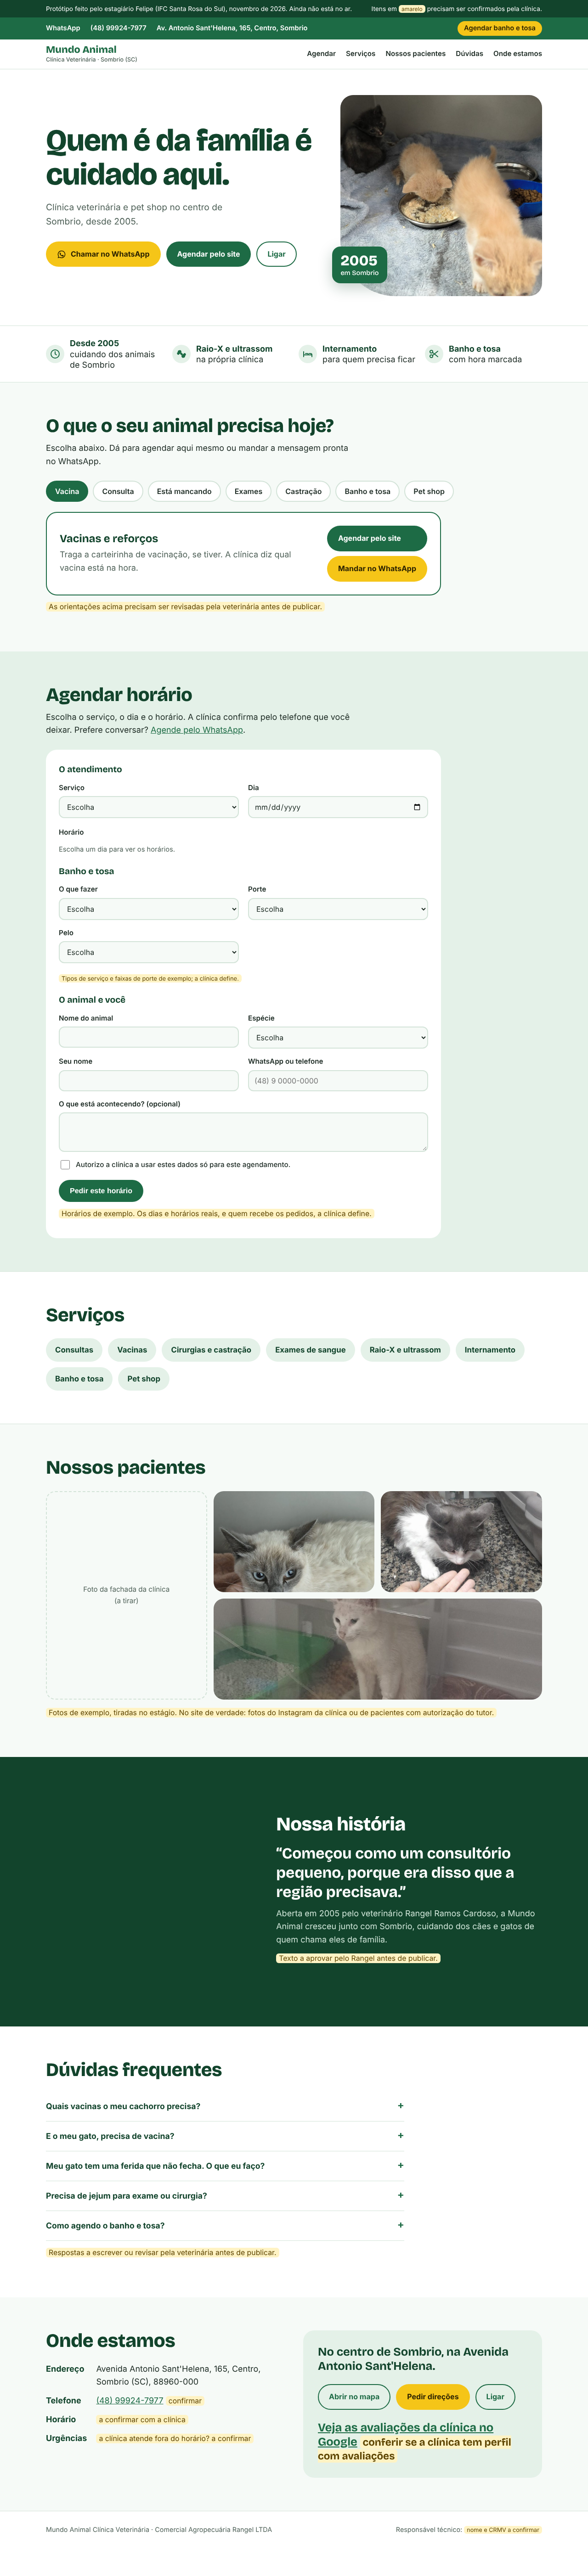 Protótipo feito pelo estagiário Felipe (IFC Santa Rosa do Sul), novembro de 2026. Ainda não está no ar.
Itens em amarelo precisam ser confirmados pela clínica.
WhatsApp (48) 99924-7977 Av. Antonio Sant'Helena, 165, Centro, Sombrio
Agendar banho e tosa
Mundo Animal
Clínica Veterinária · Sombrio (SC)
Agendar Serviços Nossos pacientes Dúvidas Onde estamos
Quem é da família é
cuidado aqui.
Clínica veterinária e pet shop no centro de
Sombrio, desde 2005.
Chamar no WhatsApp
Agendar pelo site
Ligar
2005
em Sombrio
Desde 2005
cuidando dos animais
de Sombrio
Raio-X e ultrassom
na própria clínica
Internamento
para quem precisa ficar
Banho e tosa
com hora marcada
O que o seu animal precisa hoje?
Escolha abaixo. Dá para agendar aqui mesmo ou mandar a mensagem pronta
no WhatsApp.
Vacina Consulta Está mancando Exames Castração Banho e tosa Pet shop
Vacinas e reforços
Traga a carteirinha de vacinação, se tiver. A clínica diz qual
vacina está na hora.
Agendar pelo site
Mandar no WhatsApp
As orientações acima precisam ser revisadas pela veterinária antes de publicar.
Agendar horário
Escolha o serviço, o dia e o horário. A clínica confirma pelo telefone que você
deixar. Prefere conversar? Agende pelo WhatsApp.
O atendimento
Serviço
Escolha
Dia
mm/dd/yyyy
Horário
Escolha um dia para ver os horários.
Banho e tosa
O que fazer
Escolha
Porte
Escolha
Pelo
Escolha
Tipos de serviço e faixas de porte de exemplo; a clínica define.
O animal e você
Nome do animal
Espécie
Escolha
Seu nome
WhatsApp ou telefone
(48) 9 0000-0000
O que está acontecendo? (opcional)
Autorizo a clínica a usar estes dados só para este agendamento.
Pedir este horário
Horários de exemplo. Os dias e horários reais, e quem recebe os pedidos, a clínica define.
Serviços
Consultas Vacinas Cirurgias e castração Exames de sangue Raio-X e ultrassom Internamento
Banho e tosa Pet shop
Nossos pacientes
Foto da fachada da clínica
(a tirar)
Fotos de exemplo, tiradas no estágio. No site de verdade: fotos do Instagram da clínica ou de pacientes com autorização do tutor.
Nossa história
“Começou como um consultório
pequeno, porque era disso que a
região precisava.”
Aberta em 2005 pelo veterinário Rangel Ramos Cardoso, a Mundo
Animal cresceu junto com Sombrio, cuidando dos cães e gatos de
quem chama eles de família.
Texto a aprovar pelo Rangel antes de publicar.
Dúvidas frequentes
Quais vacinas o meu cachorro precisa? +
E o meu gato, precisa de vacina? +
Meu gato tem uma ferida que não fecha. O que eu faço? +
Precisa de jejum para exame ou cirurgia? +
Como agendo o banho e tosa? +
Respostas a escrever ou revisar pela veterinária antes de publicar.
Onde estamos
Endereço Avenida Antonio Sant'Helena, 165, Centro,
Sombrio (SC), 88960-000
Telefone (48) 99924-7977 confirmar
Horário a confirmar com a clínica
Urgências a clínica atende fora do horário? a confirmar
No centro de Sombrio, na Avenida
Antonio Sant'Helena.
Abrir no mapa
Pedir direções
Ligar
Veja as avaliações da clínica no
Google conferir se a clínica tem perfil
com avaliações
Mundo Animal Clínica Veterinária · Comercial Agropecuária Rangel LTDA
Responsável técnico: nome e CRMV a confirmar